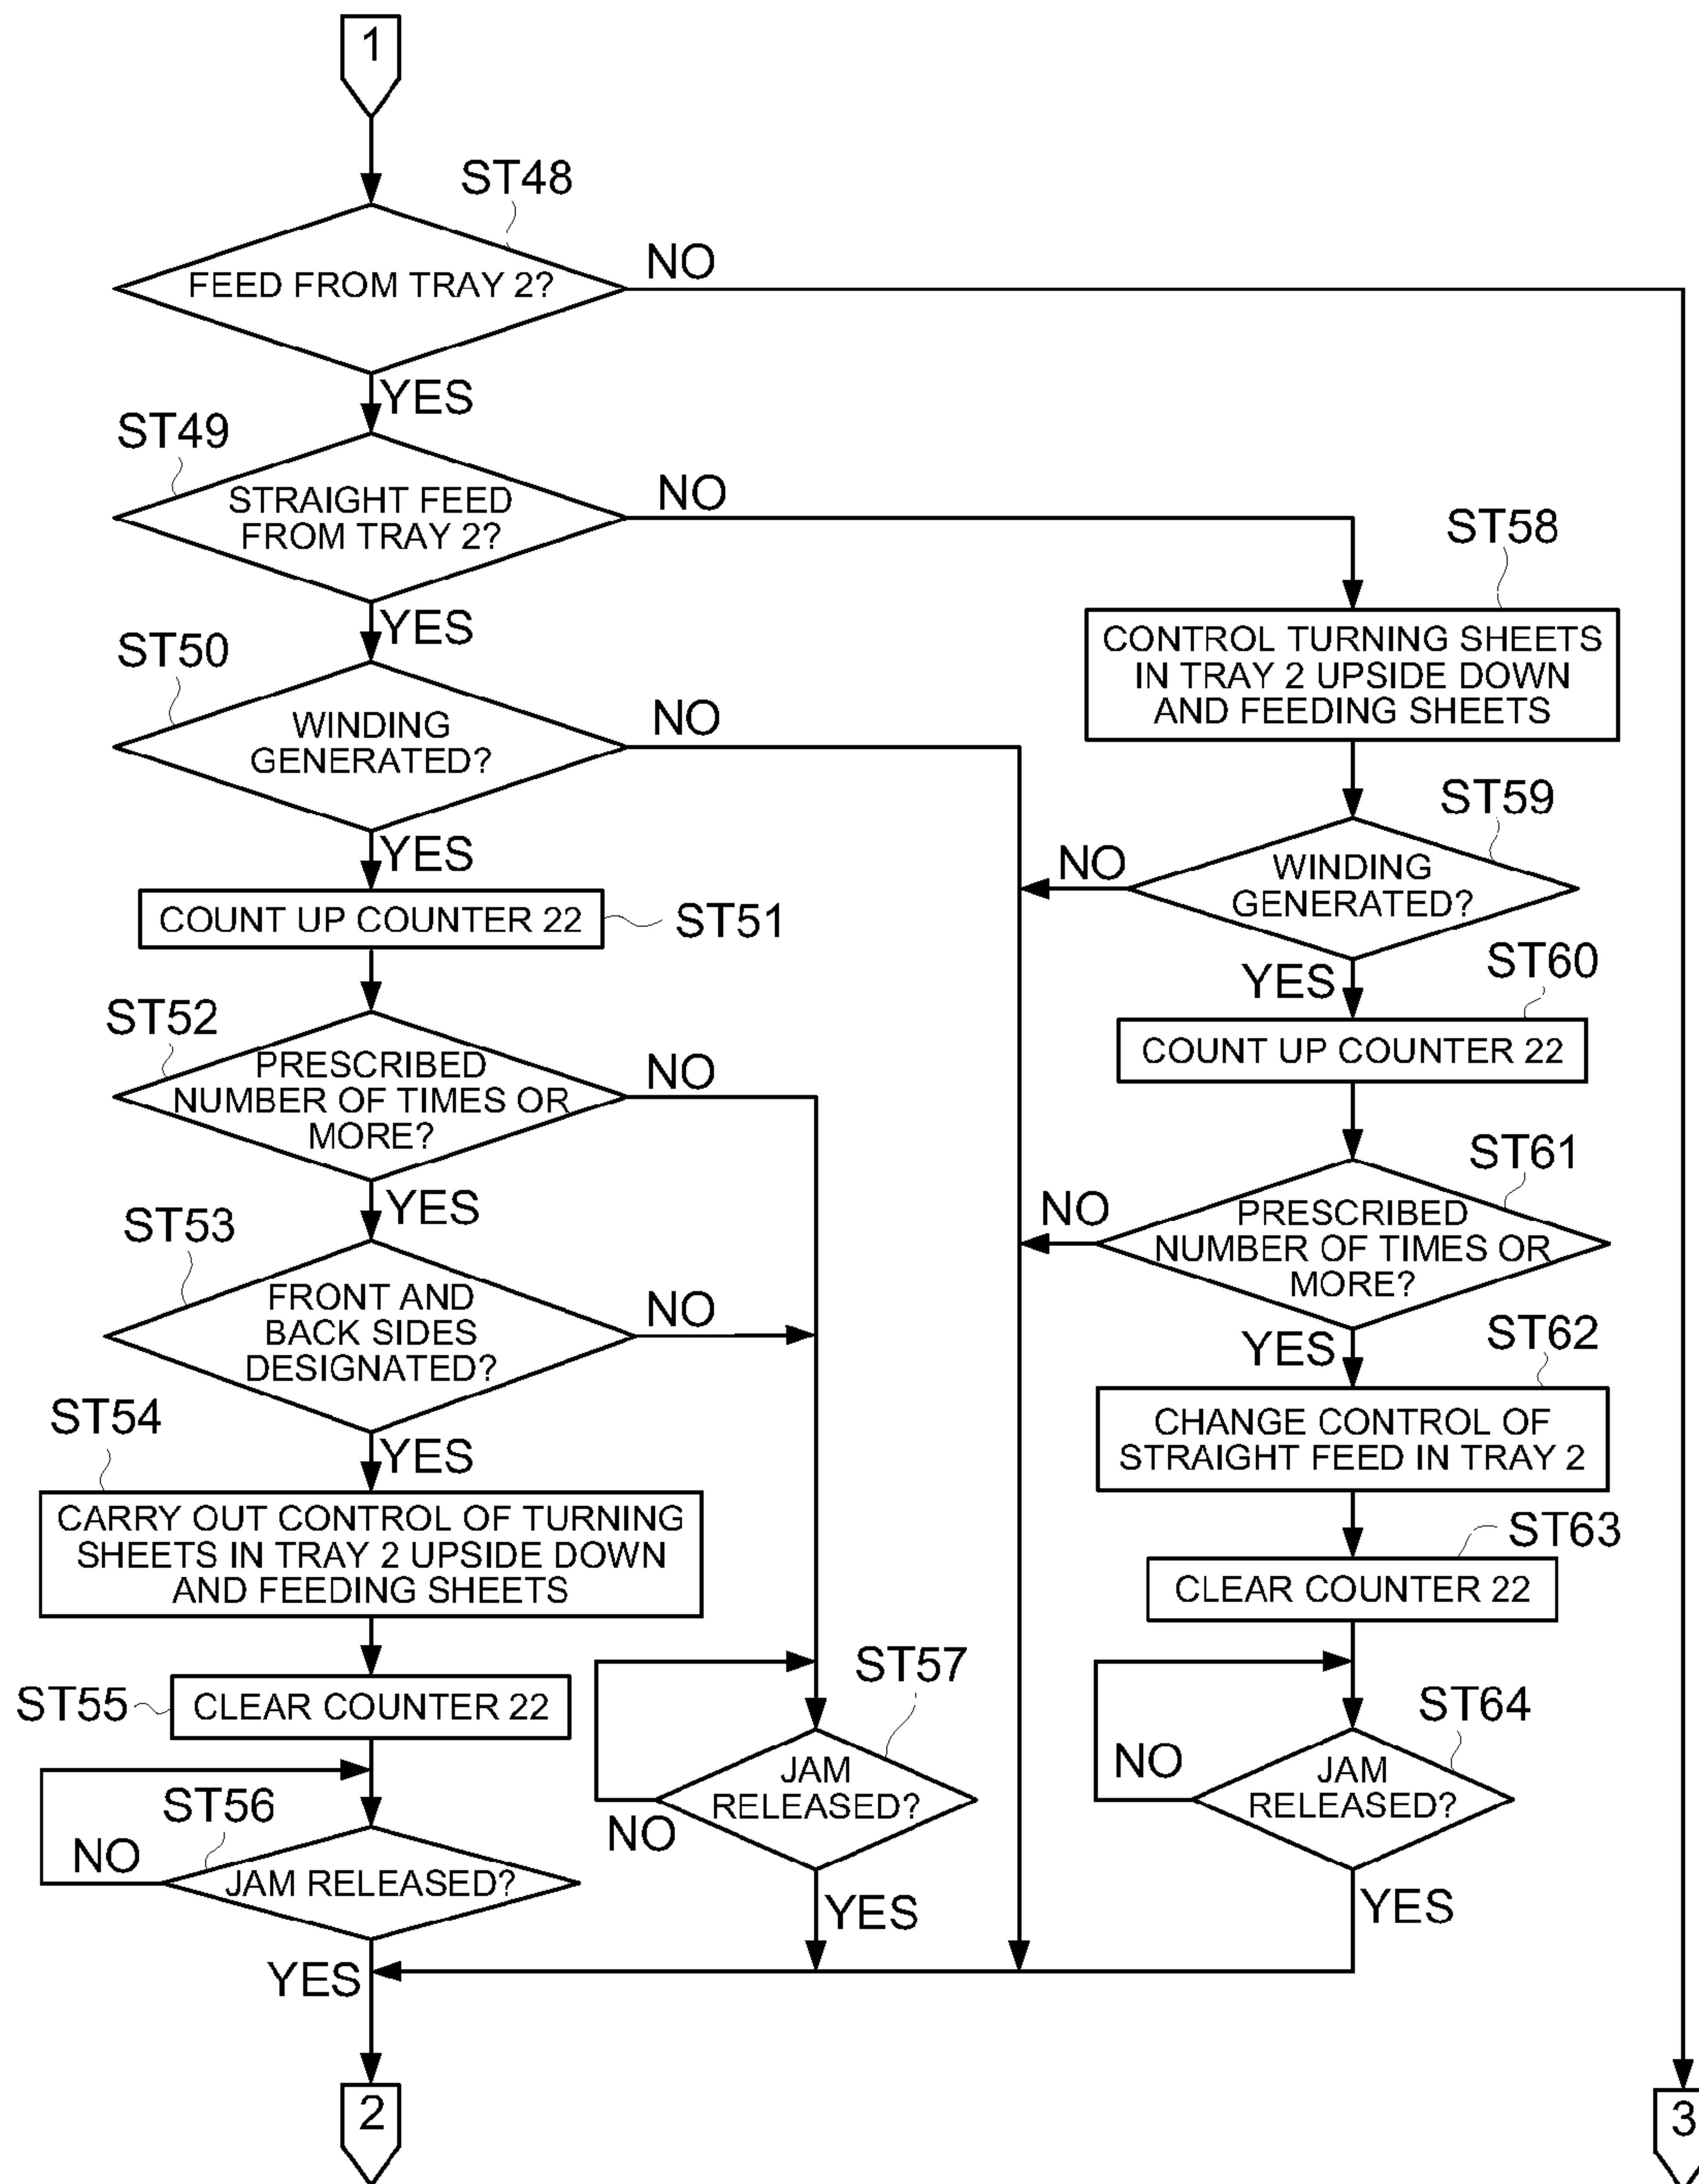 1
ST48
FEED FROM TRAY 2?
NO
YES
ST49
STRAIGHT FEED
FROM TRAY 2?
NO
YES
ST50
WINDING
GENERATED?
NO
YES
COUNT UP COUNTER 22
ST51
ST52
PRESCRIBED
NUMBER OF TIMES OR
MORE?
NO
YES
ST53
FRONT AND
BACK SIDES
DESIGNATED?
NO
YES
ST54
CARRY OUT CONTROL OF TURNING
SHEETS IN TRAY 2 UPSIDE DOWN
AND FEEDING SHEETS
ST55
CLEAR COUNTER 22
ST56
JAM RELEASED?
NO
YES
ST57
JAM
RELEASED?
NO
YES
ST58
CONTROL TURNING SHEETS
IN TRAY 2 UPSIDE DOWN
AND FEEDING SHEETS
ST59
WINDING
GENERATED?
NO
YES
ST60
COUNT UP COUNTER 22
ST61
PRESCRIBED
NUMBER OF TIMES OR
MORE?
NO
YES
ST62
CHANGE CONTROL OF
STRAIGHT FEED IN TRAY 2
ST63
CLEAR COUNTER 22
ST64
JAM
RELEASED?
NO
YES
2
3